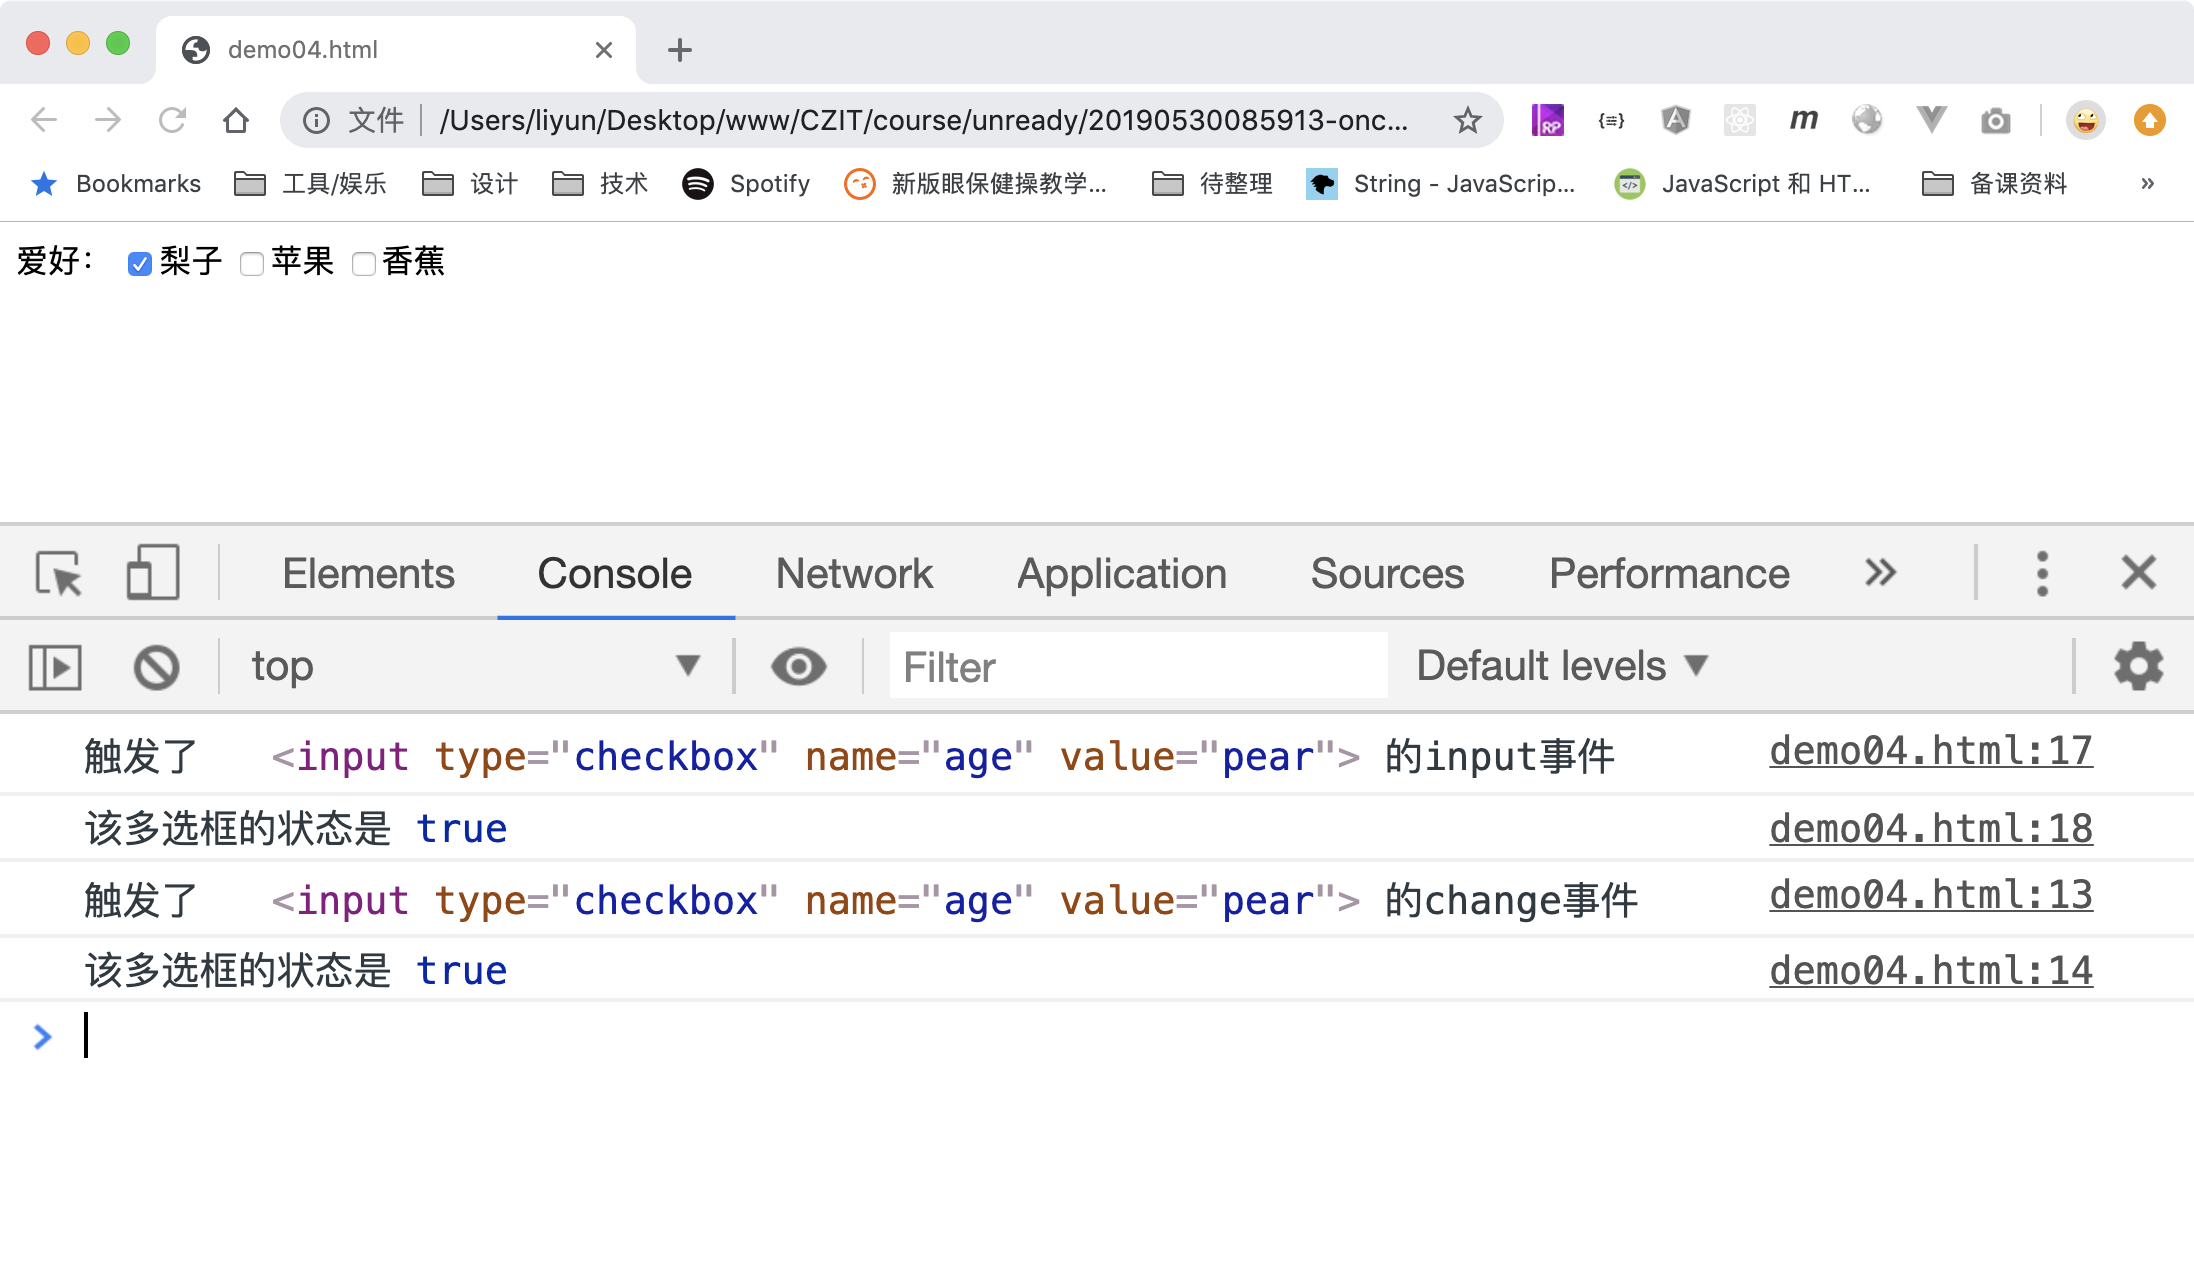 demo04.html
文件 /Users/liyun/Desktop/www/CZIT/course/unready/20190530085913-onc... RP {≡} A m
Bookmarks 工具/娱乐 设计 技术 Spotify 新版眼保健操教学... 待整理 String - JavaScrip... JavaScript 和 HT... 备课资料 »
爱好： 梨子 苹果 香蕉
Elements Console Network Application Sources Performance »
top Filter Default levels
触发了 <input type="checkbox" name="age" value="pear"> 的input事件 demo04.html:17
该多选框的状态是 true demo04.html:18
触发了 <input type="checkbox" name="age" value="pear"> 的change事件 demo04.html:13
该多选框的状态是 true demo04.html:14